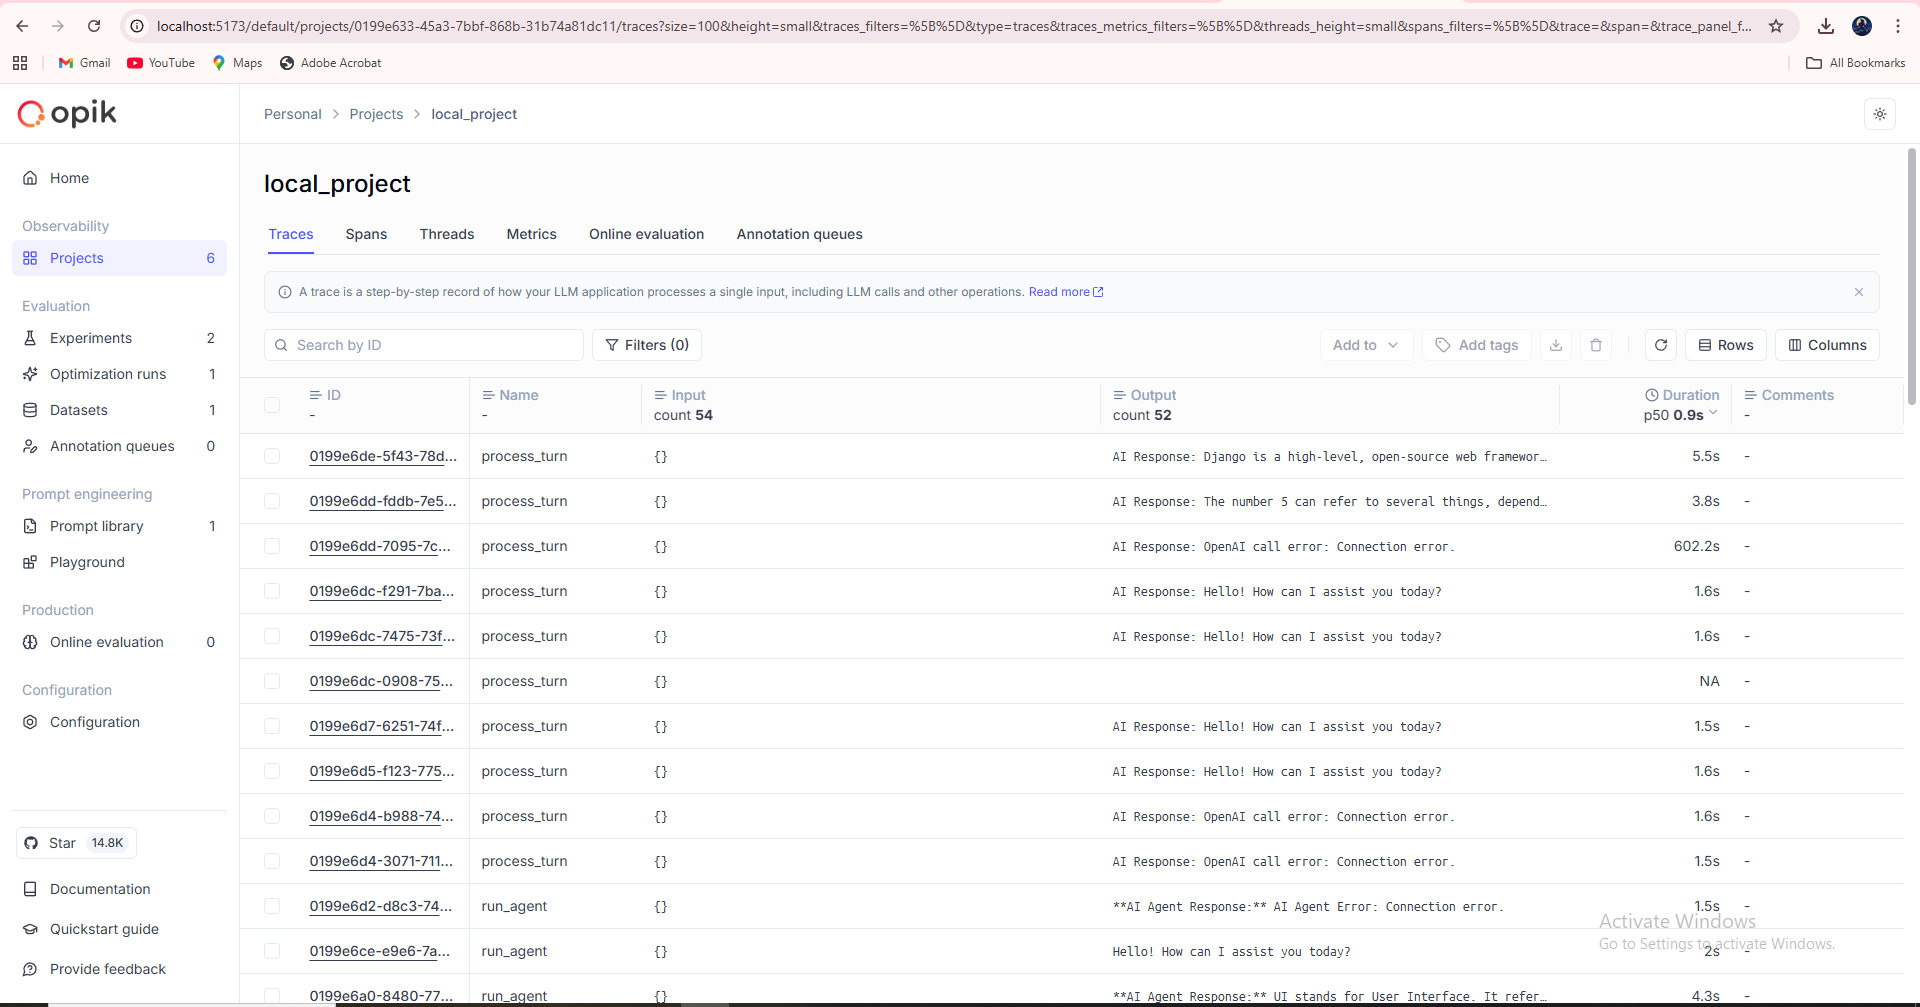 localhost:5173/default/projects/0199e633-45a3-7bbf-868b-31b74a81dc11/traces?size=100&height=small&traces_filters=%5B%5D&type=traces&traces_metrics_filters=%5B%5D&threads_height=small&spans_filters=%5B%5D&trace=&span=&trace_panel_f...
Gmail YouTube Maps Adobe Acrobat All Bookmarks
opik
Personal > Projects > local_project
Home
Observability
Projects 6
Evaluation
Experiments 2
Optimization runs 1
Datasets 1
Annotation queues 0
Prompt engineering
Prompt library 1
Playground
Production
Online evaluation 0
Configuration
Configuration
Star 14.8K
Documentation
Quickstart guide
Provide feedback
local_project
Traces Spans Threads Metrics Online evaluation Annotation queues
A trace is a step-by-step record of how your LLM application processes a single input, including LLM calls and other operations. Read more
Search by ID Filters (0) Add to Add tags Rows Columns
ID Name Input Output Duration Comments
- - count 54 count 52 p50 0.9s -
0199e6de-5f43-78d... process_turn {} AI Response: Django is a high-level, open-source web framewor… 5.5s -
0199e6dd-fddb-7e5... process_turn {} AI Response: The number 5 can refer to several things, depend… 3.8s -
0199e6dd-7095-7c... process_turn {} AI Response: OpenAI call error: Connection error. 602.2s -
0199e6dc-f291-7ba... process_turn {} AI Response: Hello! How can I assist you today? 1.6s -
0199e6dc-7475-73f... process_turn {} AI Response: Hello! How can I assist you today? 1.6s -
0199e6dc-0908-75... process_turn {} NA -
0199e6d7-6251-74f... process_turn {} AI Response: Hello! How can I assist you today? 1.5s -
0199e6d5-f123-775... process_turn {} AI Response: Hello! How can I assist you today? 1.6s -
0199e6d4-b988-74... process_turn {} AI Response: OpenAI call error: Connection error. 1.6s -
0199e6d4-3071-711... process_turn {} AI Response: OpenAI call error: Connection error. 1.5s -
0199e6d2-d8c3-74... run_agent {} **AI Agent Response:** AI Agent Error: Connection error. 1.5s -
0199e6ce-e9e6-7a... run_agent {} Hello! How can I assist you today? 2s -
0199e6a0-8480-77... run_agent {} **AI Agent Response:** UI stands for User Interface. It refer… 4.3s -
Activate Windows
Go to Settings to activate Windows.